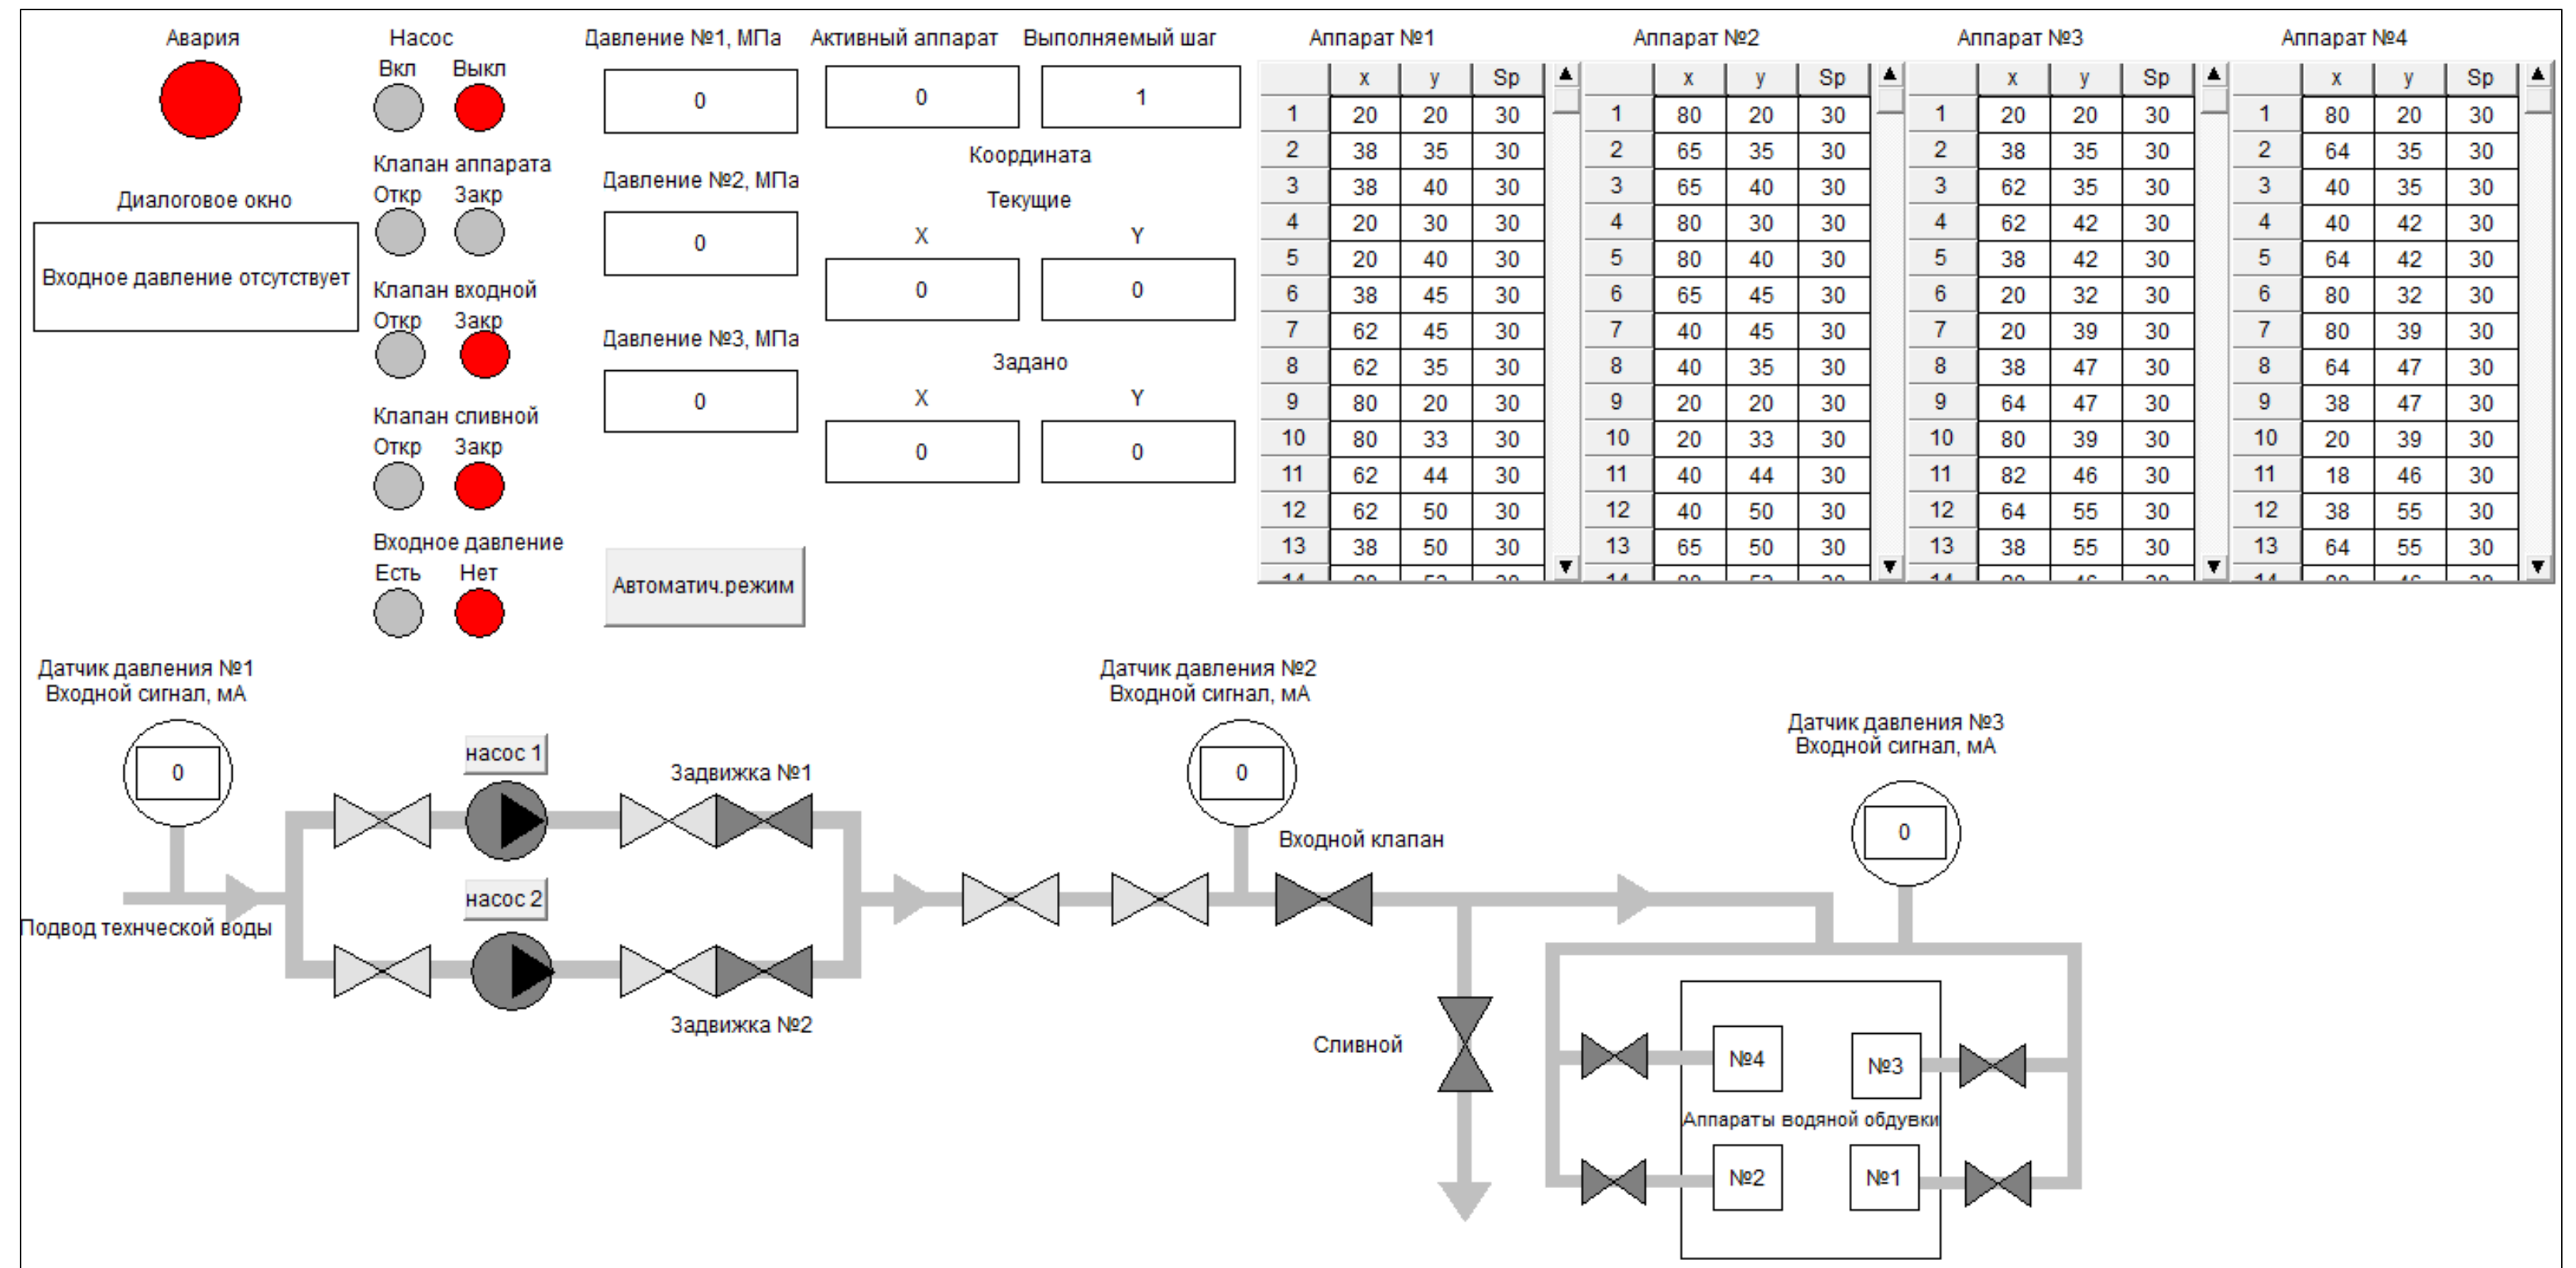 Авария
Насос
Вкл Выкл
Клапан аппарата
Откр Закр
Диалоговое окно
Входное давление отсутствует
Клапан входной
Откр Закр
Клапан сливной
Откр Закр
Входное давление
Есть Нет
Давление №1, МПа
0
Давление №2, МПа
0
Давление №3, МПа
0
Автоматич.режим
Активный аппарат Выполняемый шаг
0 1
Координата
Текущие
X Y
0 0
Задано
X Y
0 0
Аппарат №1
x y Sp
1 20 20 30
2 38 35 30
3 38 40 30
4 20 30 30
5 20 40 30
6 38 45 30
7 62 45 30
8 62 35 30
9 80 20 30
10 80 33 30
11 62 44 30
12 62 50 30
13 38 50 30
Аппарат №2
x y Sp
1 80 20 30
2 65 35 30
3 65 40 30
4 80 30 30
5 80 40 30
6 65 45 30
7 40 45 30
8 40 35 30
9 20 20 30
10 20 33 30
11 40 44 30
12 40 50 30
13 65 50 30
Аппарат №3
x y Sp
1 20 20 30
2 38 35 30
3 62 35 30
4 62 42 30
5 38 42 30
6 20 32 30
7 20 39 30
8 38 47 30
9 64 47 30
10 80 39 30
11 82 46 30
12 64 55 30
13 38 55 30
Аппарат №4
x y Sp
1 80 20 30
2 64 35 30
3 40 35 30
4 40 42 30
5 64 42 30
6 80 32 30
7 80 39 30
8 64 47 30
9 38 47 30
10 20 39 30
11 18 46 30
12 38 55 30
13 64 55 30
Датчик давления №1
Входной сигнал, мА
0
Подвод технческой воды
насос 1
насос 2
Задвижка №1
Задвижка №2
Датчик давления №2
Входной сигнал, мА
0
Входной клапан
Сливной
Датчик давления №3
Входной сигнал, мА
0
№4 №3
Аппараты водяной обдувки
№2 №1